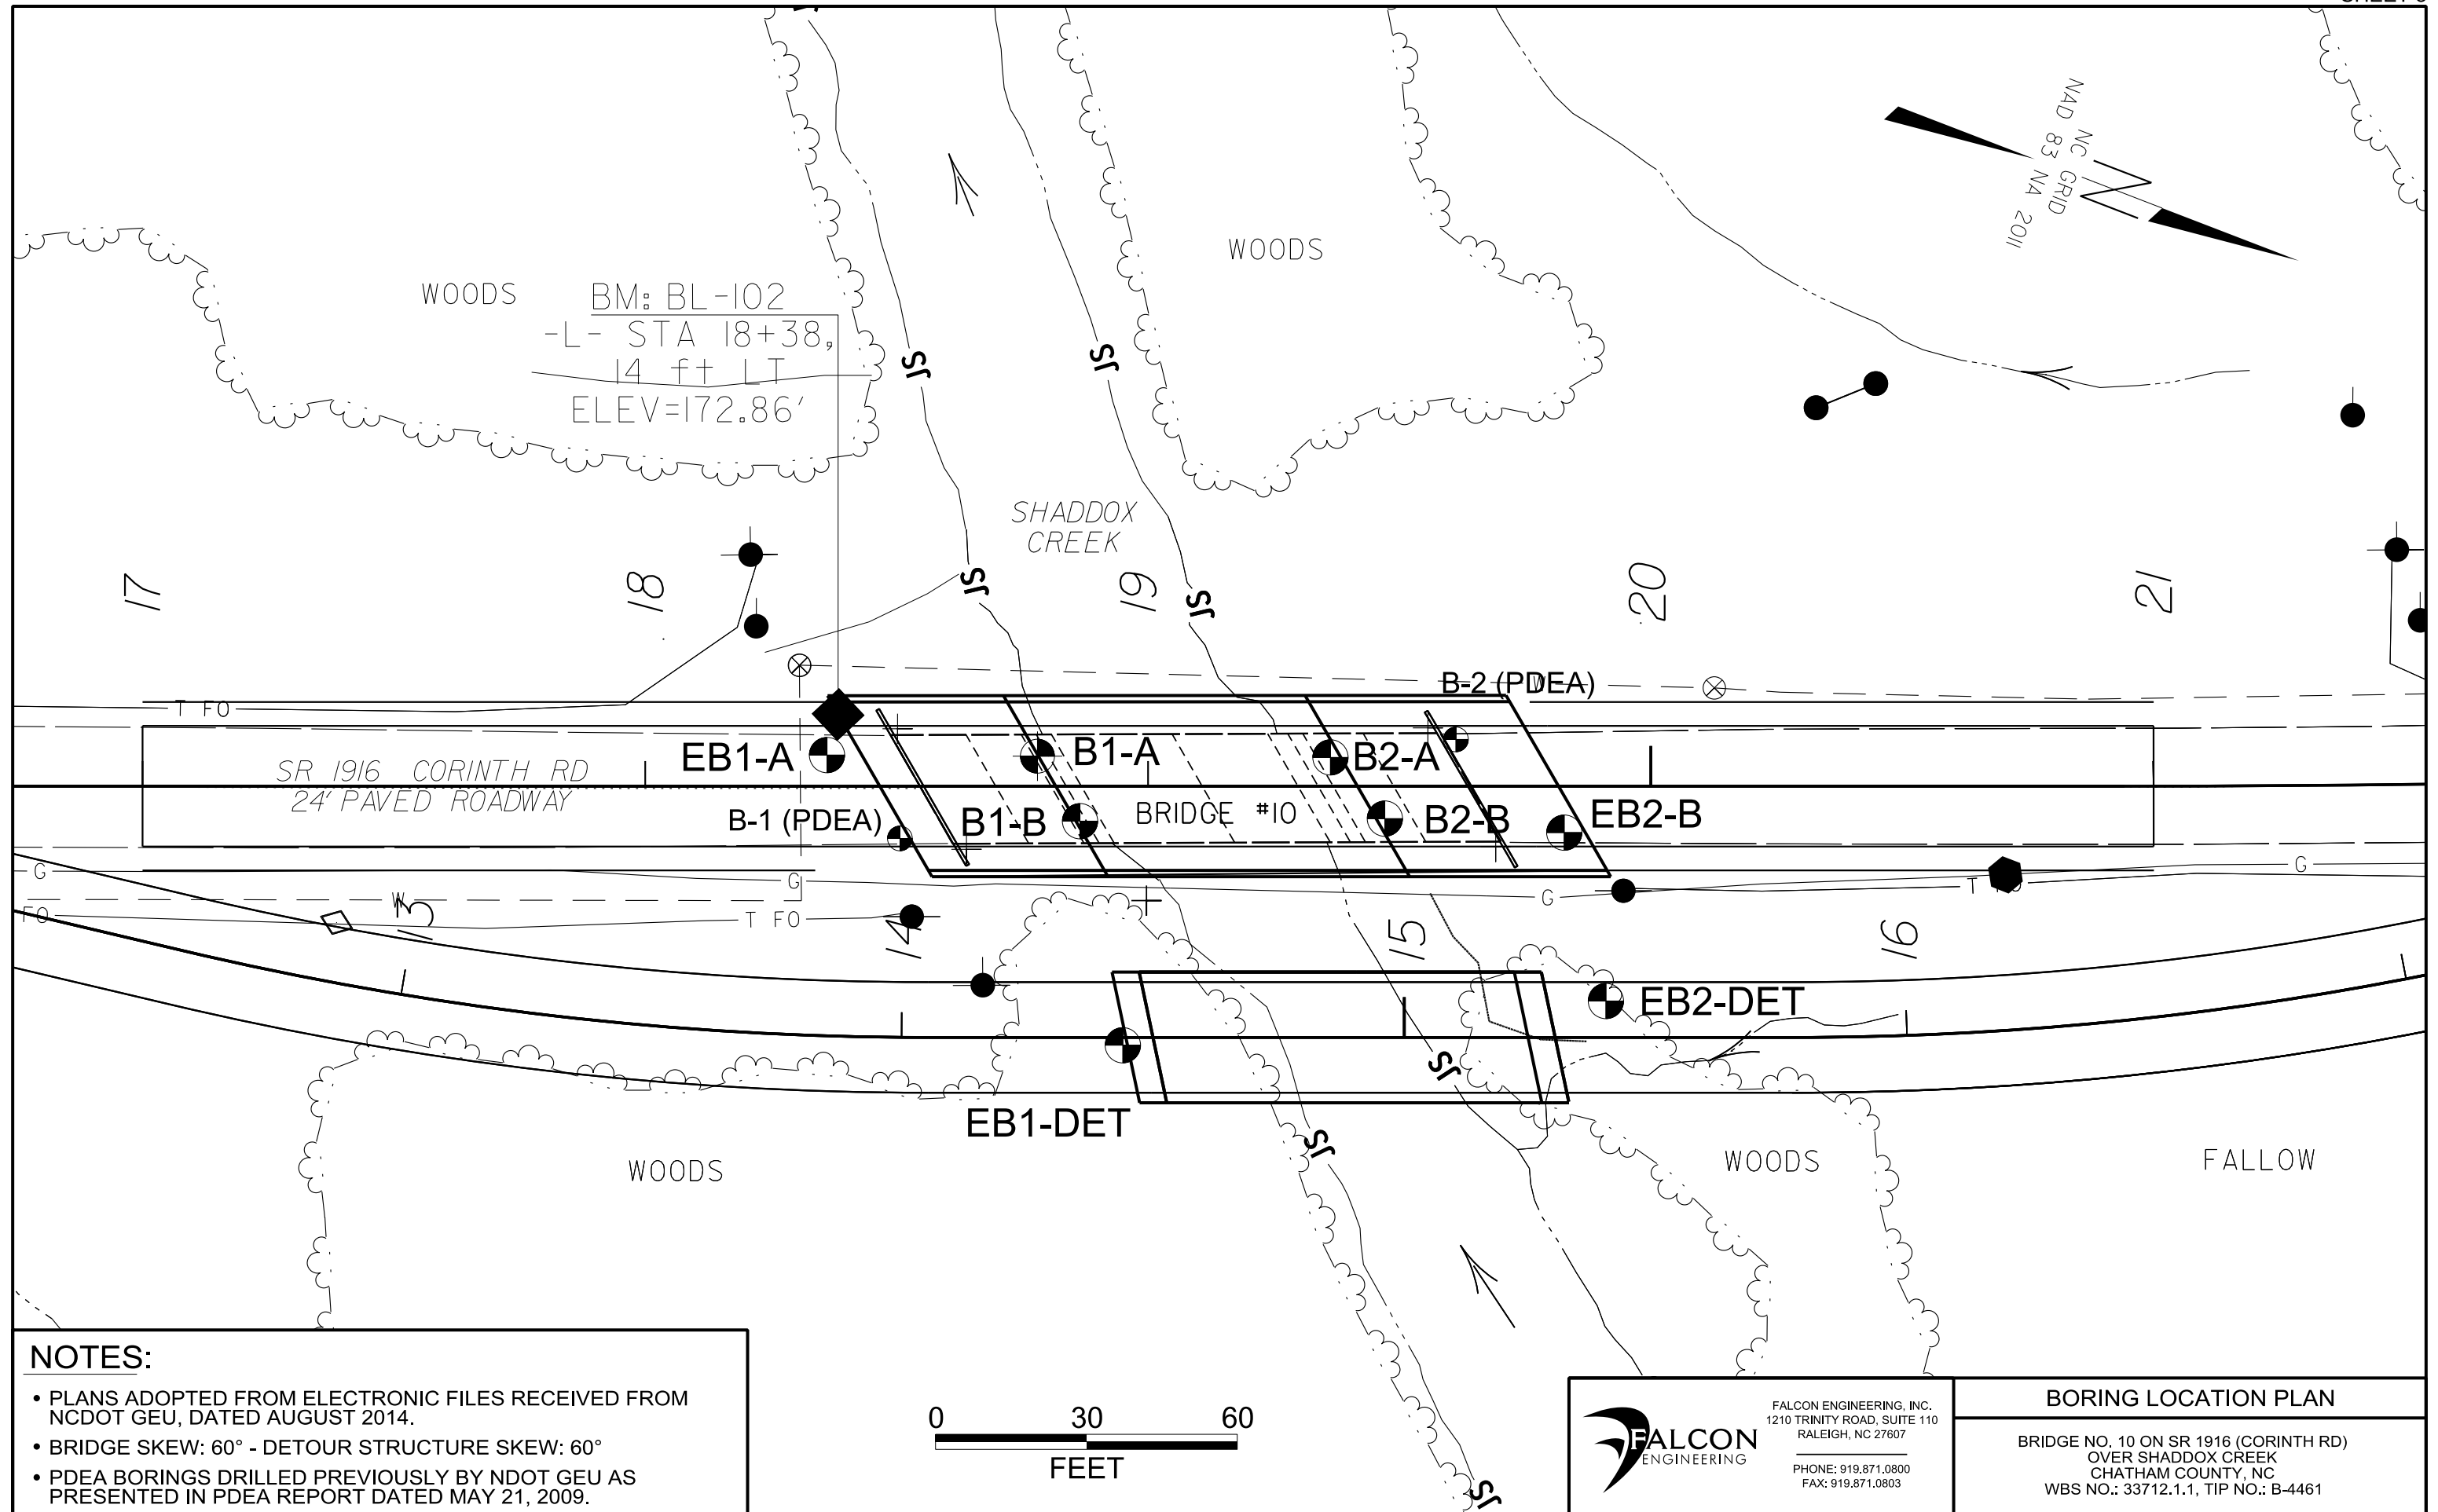 NC GRID
NAD 83 NA 2011
WOODS
WOODS
BM: BL-102
-L- STA 18+38,
14 ft LT
ELEV=172.86'
JS
JS
SHADDOX
CREEK
JS
JS
17
18
19
20
21
B-2 (PDEA)
W
T FO
EB1-A
B1-A
B2-A
SR 1916 CORINTH RD
24' PAVED ROADWAY
B-1 (PDEA)
B1-B
BRIDGE #10
B2-B
EB2-B
G
G
G
G
W
FO
T FO
T FO
13
14
15
16
EB2-DET
EB1-DET
JS
JS
JS
WOODS
WOODS
FALLOW
NOTES:
• PLANS ADOPTED FROM ELECTRONIC FILES RECEIVED FROM
NCDOT GEU, DATED AUGUST 2014.
• BRIDGE SKEW: 60° - DETOUR STRUCTURE SKEW: 60°
• PDEA BORINGS DRILLED PREVIOUSLY BY NDOT GEU AS
PRESENTED IN PDEA REPORT DATED MAY 21, 2009.
0 30 60
FEET
FALCON
ENGINEERING
FALCON ENGINEERING, INC.
1210 TRINITY ROAD, SUITE 110
RALEIGH, NC 27607
PHONE: 919.871.0800
FAX: 919.871.0803
BORING LOCATION PLAN
BRIDGE NO. 10 ON SR 1916 (CORINTH RD)
OVER SHADDOX CREEK
CHATHAM COUNTY, NC
WBS NO.: 33712.1.1, TIP NO.: B-4461